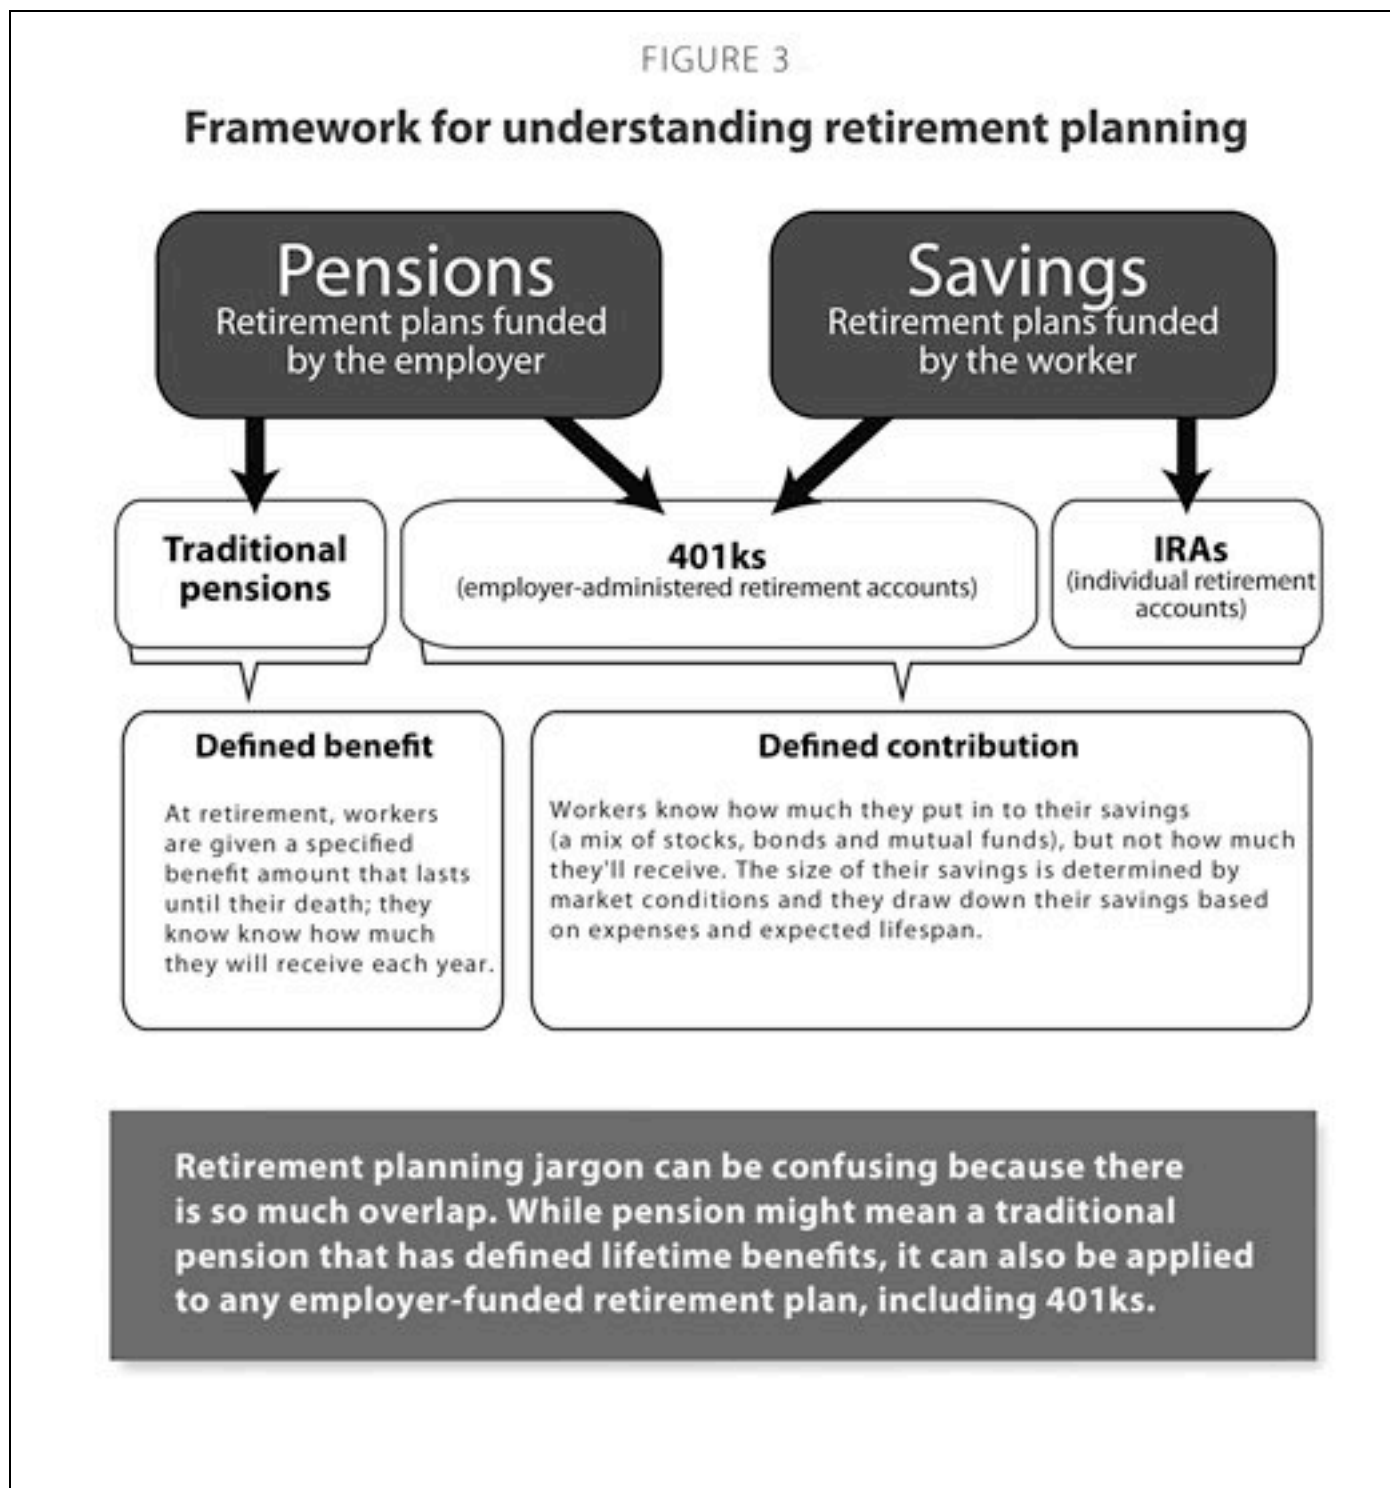 FIGURE 3
Framework for understanding retirement planning
Pensions
Retirement plans funded
by the employer
Savings
Retirement plans funded
by the worker
Traditional
pensions
401ks
(employer-administered retirement accounts)
IRAs
(individual retirement
accounts)
Defined benefit
At retirement, workers
are given a specified
benefit amount that lasts
until their death; they
know know how much
they will receive each year.
Defined contribution
Workers know how much they put in to their savings
(a mix of stocks, bonds and mutual funds), but not how much
they'll receive. The size of their savings is determined by
market conditions and they draw down their savings based
on expenses and expected lifespan.
Retirement planning jargon can be confusing because there
is so much overlap. While pension might mean a traditional
pension that has defined lifetime benefits, it can also be applied
to any employer-funded retirement plan, including 401ks.